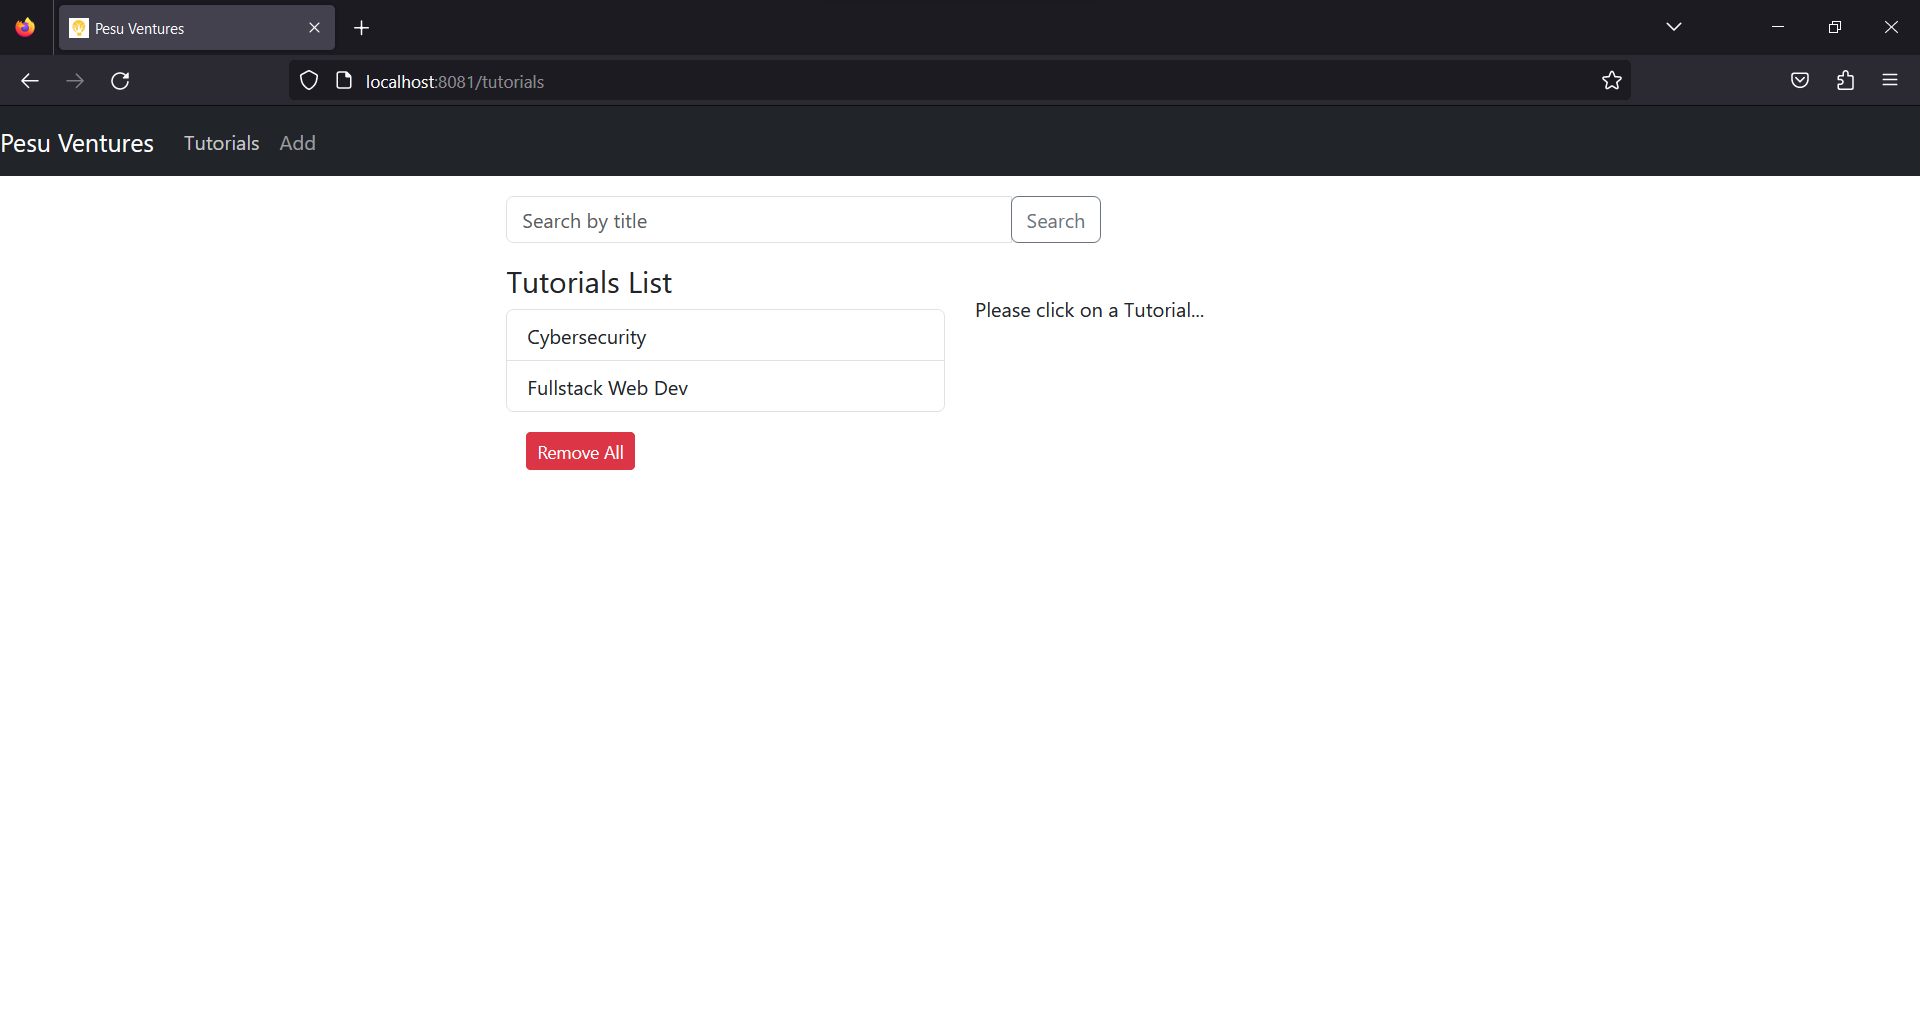 Pesu Ventures
localhost:8081/tutorials
Pesu Ventures Tutorials Add
Search by title Search
Tutorials List
Please click on a Tutorial...
Cybersecurity
Fullstack Web Dev
Remove All